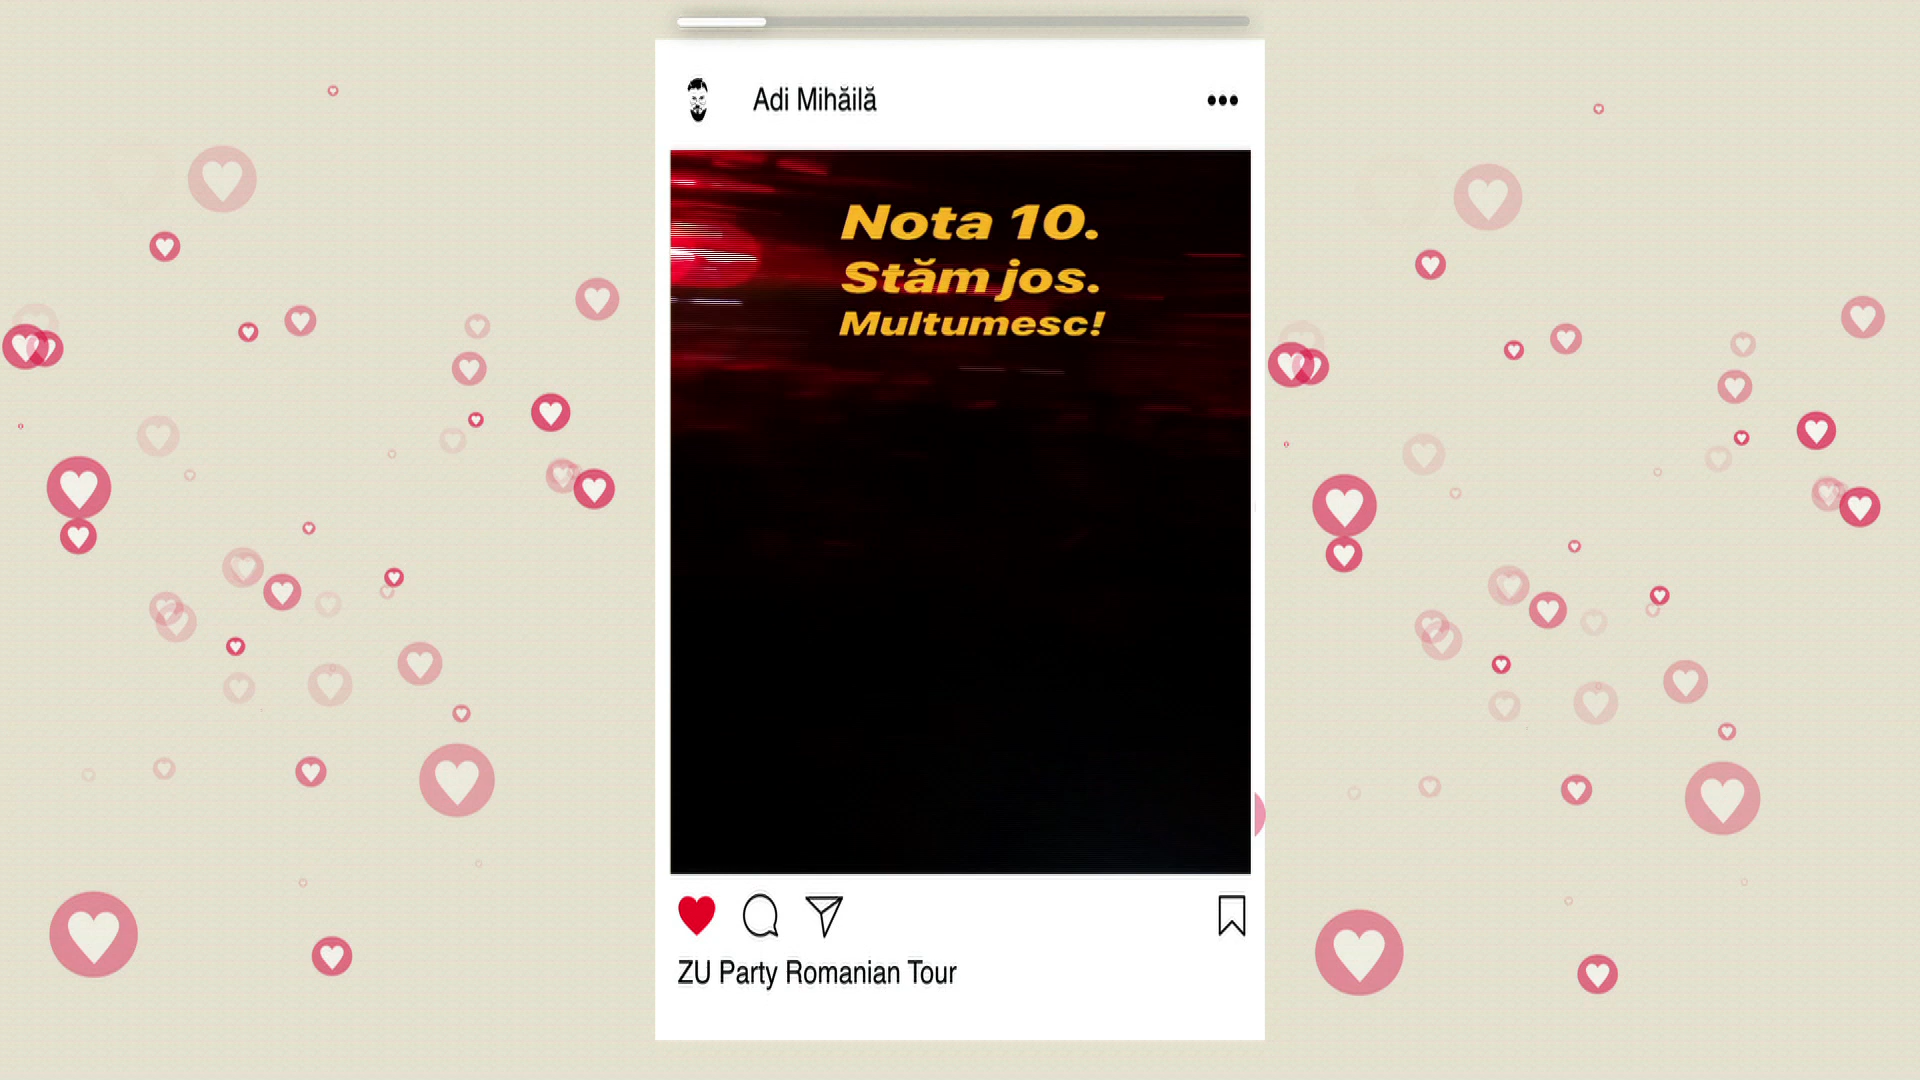 Adi Mihăilă
Nota 10.
Stăm jos.
Multumesc!
ZU Party Romanian Tour